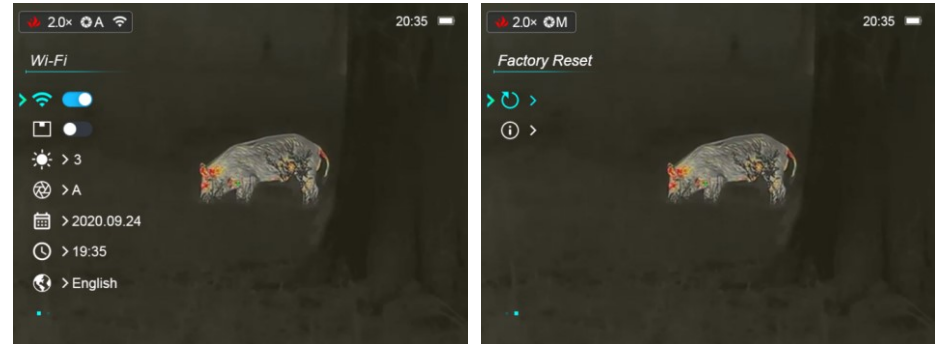 2.0× A
20:35
Wi-Fi
3
A
2020.09.24
19:35
English
2.0× M
20:35
Factory Reset